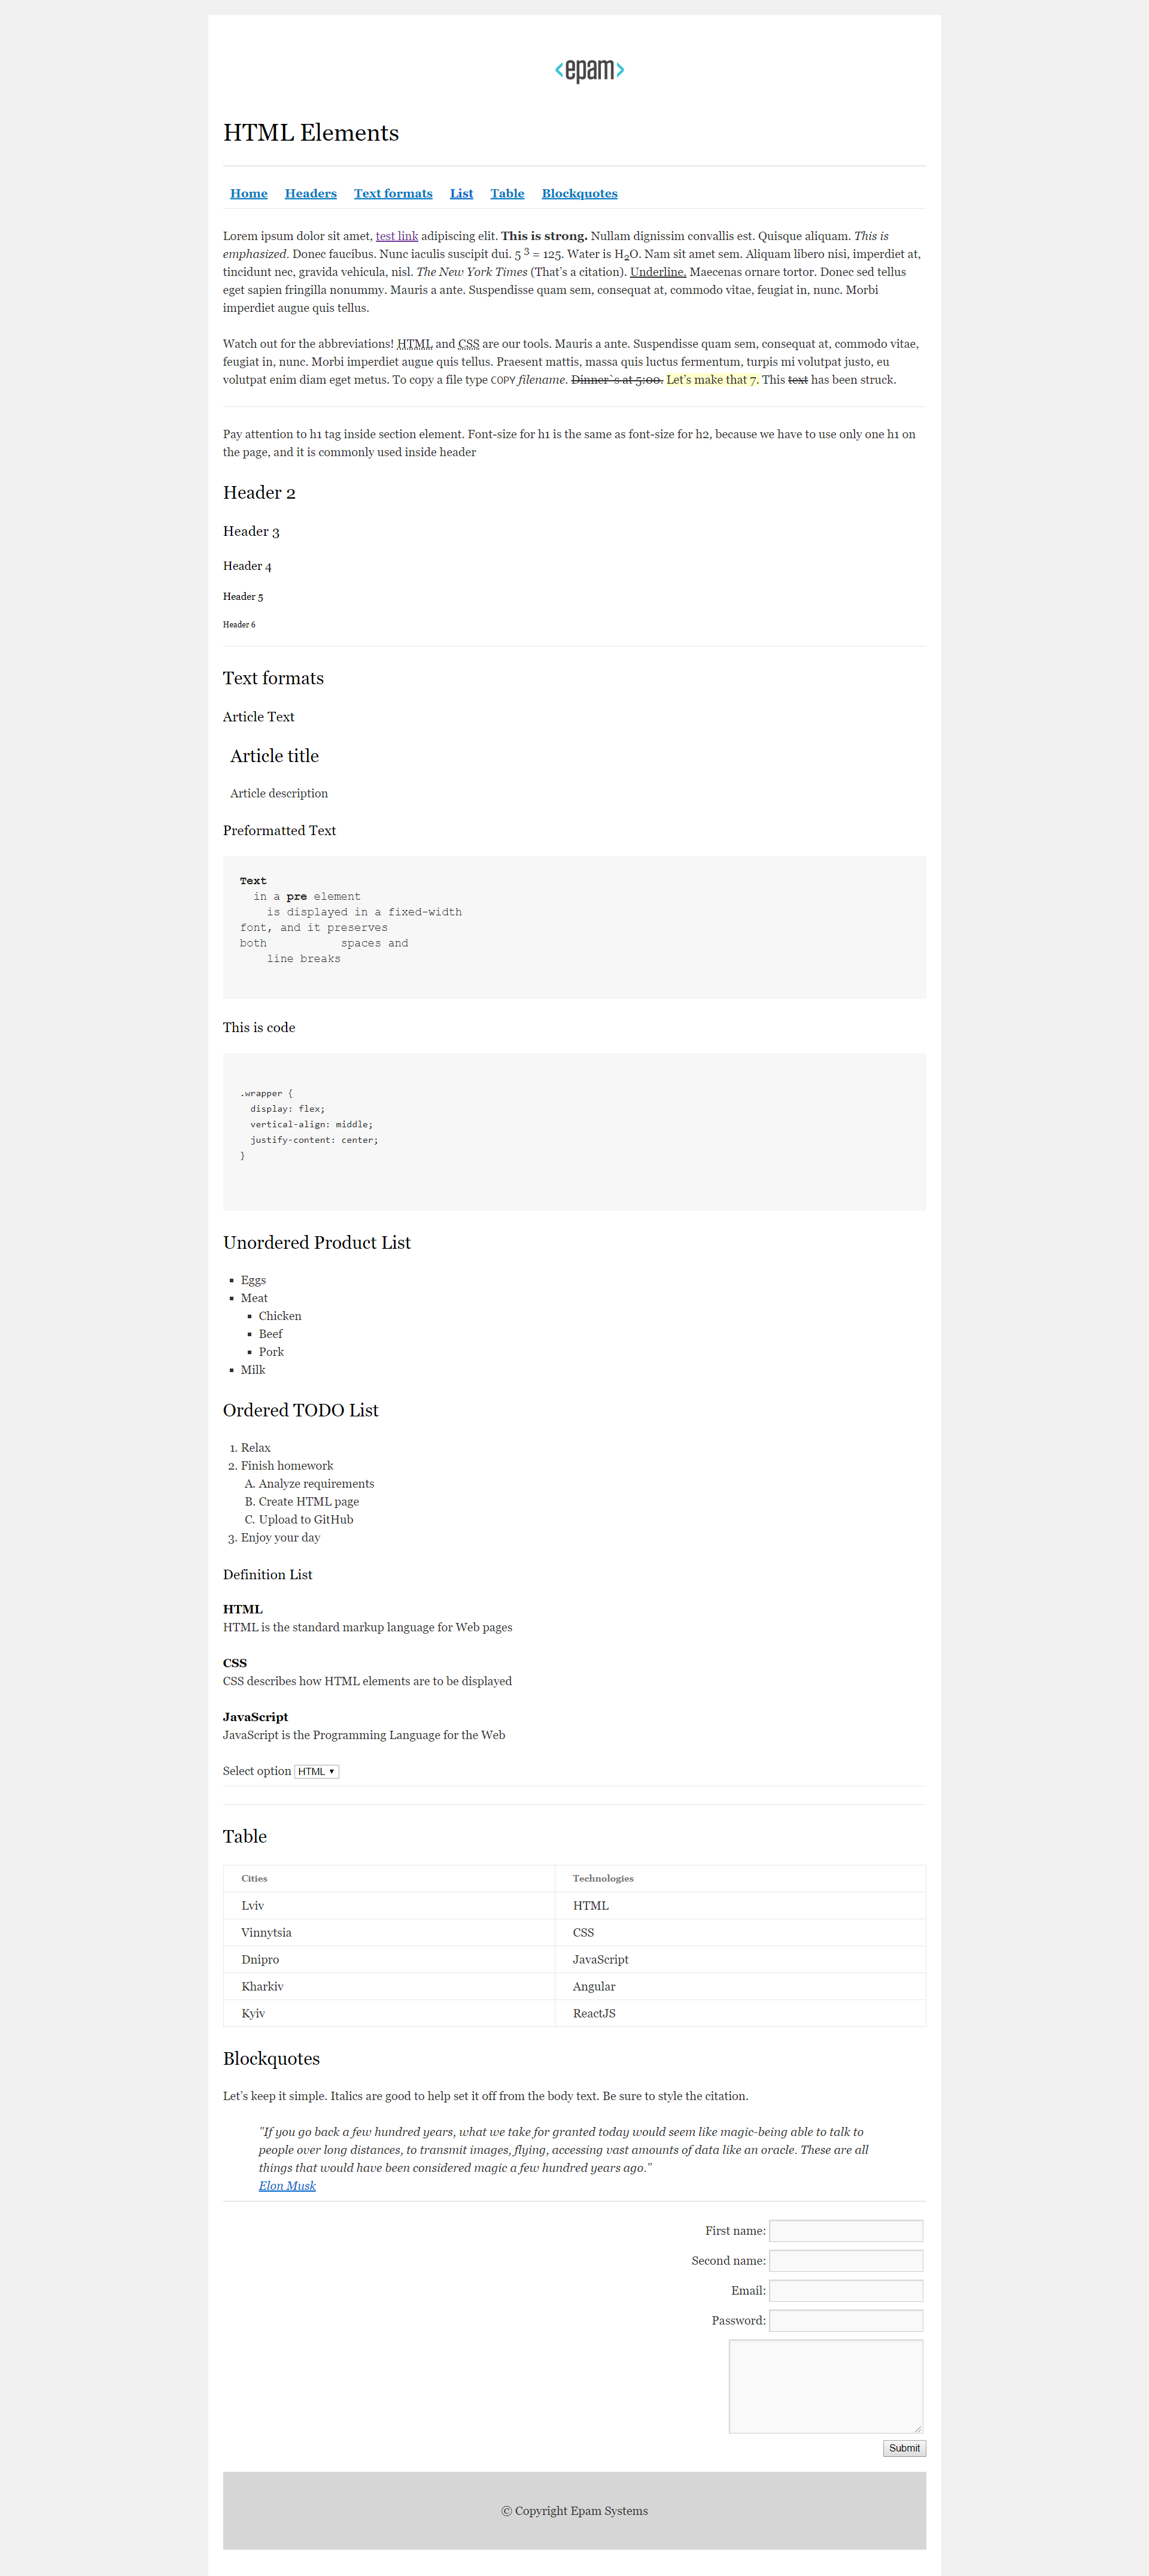 <epam>
HTML Elements
Home Headers Text formats List Table Blockquotes
Lorem ipsum dolor sit amet, test link adipiscing elit. This is strong. Nullam dignissim convallis est. Quisque aliquam. This is
emphasized. Donec faucibus. Nunc iaculis suscipit dui. 5 3 = 125. Water is H2O. Nam sit amet sem. Aliquam libero nisi, imperdiet at,
tincidunt nec, gravida vehicula, nisl. The New York Times (That’s a citation). Underline. Maecenas ornare tortor. Donec sed tellus
eget sapien fringilla nonummy. Mauris a ante. Suspendisse quam sem, consequat at, commodo vitae, feugiat in, nunc. Morbi
imperdiet augue quis tellus.
Watch out for the abbreviations! HTML and CSS are our tools. Mauris a ante. Suspendisse quam sem, consequat at, commodo vitae,
feugiat in, nunc. Morbi imperdiet augue quis tellus. Praesent mattis, massa quis luctus fermentum, turpis mi volutpat justo, eu
volutpat enim diam eget metus. To copy a file type COPY filename. Dinner`s at 5:00. Let’s make that 7. This text has been struck.
Pay attention to h1 tag inside section element. Font-size for h1 is the same as font-size for h2, because we have to use only one h1 on
the page, and it is commonly used inside header
Header 2
Header 3
Header 4
Header 5
Header 6
Text formats
Article Text
Article title
Article description
Preformatted Text
Text
in a pre element
is displayed in a fixed-width
font, and it preserves
both spaces and
line breaks
This is code
.wrapper {
display: flex;
vertical-align: middle;
justify-content: center;
}
Unordered Product List
Eggs
Meat
Chicken
Beef
Pork
Milk
Ordered TODO List
1. Relax
2. Finish homework
A. Analyze requirements
B. Create HTML page
C. Upload to GitHub
3. Enjoy your day
Definition List
HTML
HTML is the standard markup language for Web pages
CSS
CSS describes how HTML elements are to be displayed
JavaScript
JavaScript is the Programming Language for the Web
Select option HTML
Table
Cities Technologies
Lviv HTML
Vinnytsia CSS
Dnipro JavaScript
Kharkiv Angular
Kyiv ReactJS
Blockquotes
Let’s keep it simple. Italics are good to help set it off from the body text. Be sure to style the citation.
"If you go back a few hundred years, what we take for granted today would seem like magic-being able to talk to
people over long distances, to transmit images, flying, accessing vast amounts of data like an oracle. These are all
things that would have been considered magic a few hundred years ago."
Elon Musk
First name:
Second name:
Email:
Password:
Submit
© Copyright Epam Systems